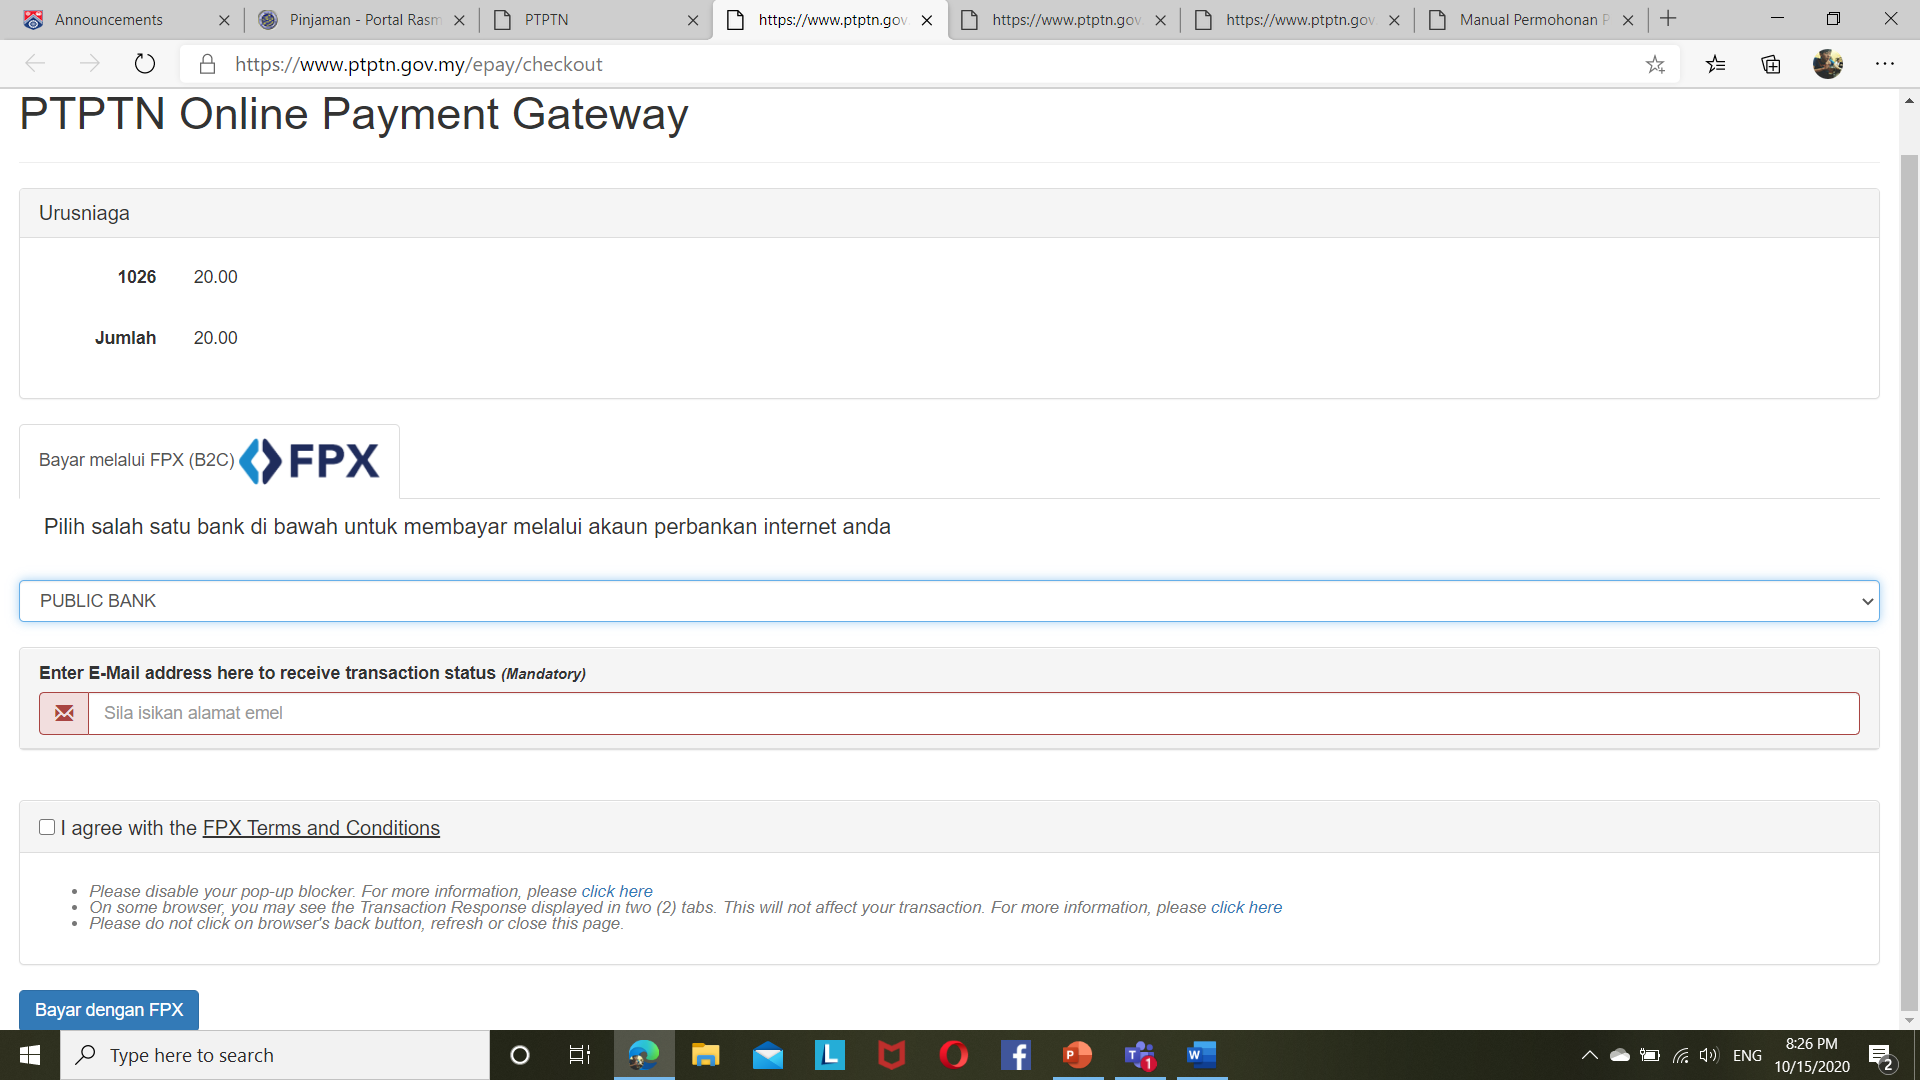 Announcements
Pinjaman - Portal Rasm
PTPTN
https://www.ptptn.gov.
https://www.ptptn.gov
https://www.ptptn.gov
Manual Permohonan P
https://www.ptptn.gov.my/epay/checkout
PTPTN Online Payment Gateway
Urusniaga
1026 20.00
Jumlah 20.00
Bayar melalui FPX (B2C) FPX
Pilih salah satu bank di bawah untuk membayar melalui akaun perbankan internet anda
PUBLIC BANK
Enter E-Mail address here to receive transaction status (Mandatory)
Sila isikan alamat emel
I agree with the FPX Terms and Conditions
Please disable your pop-up blocker. For more information, please click here
On some browser, you may see the Transaction Response displayed in two (2) tabs. This will not affect your transaction. For more information, please click here
Please do not click on browser's back button, refresh or close this page.
Bayar dengan FPX
Type here to search
L
P
T
1
W
ENG
8:26 PM
10/15/2020
2